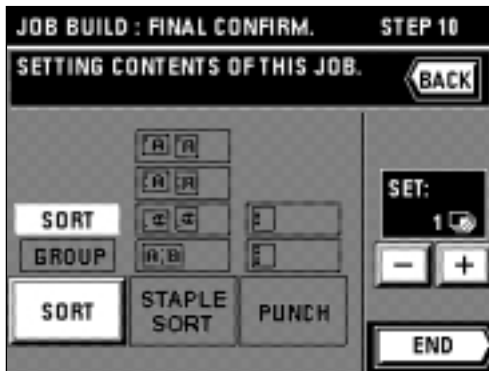 JOB BUILD : FINAL CONFIRM. STEP 10
SETTING CONTENTS OF THIS JOB.
BACK
A A
A A
SORT
A A
GROUP
A B
SORT
STAPLE
SORT
PUNCH
SET:
1
− +
END